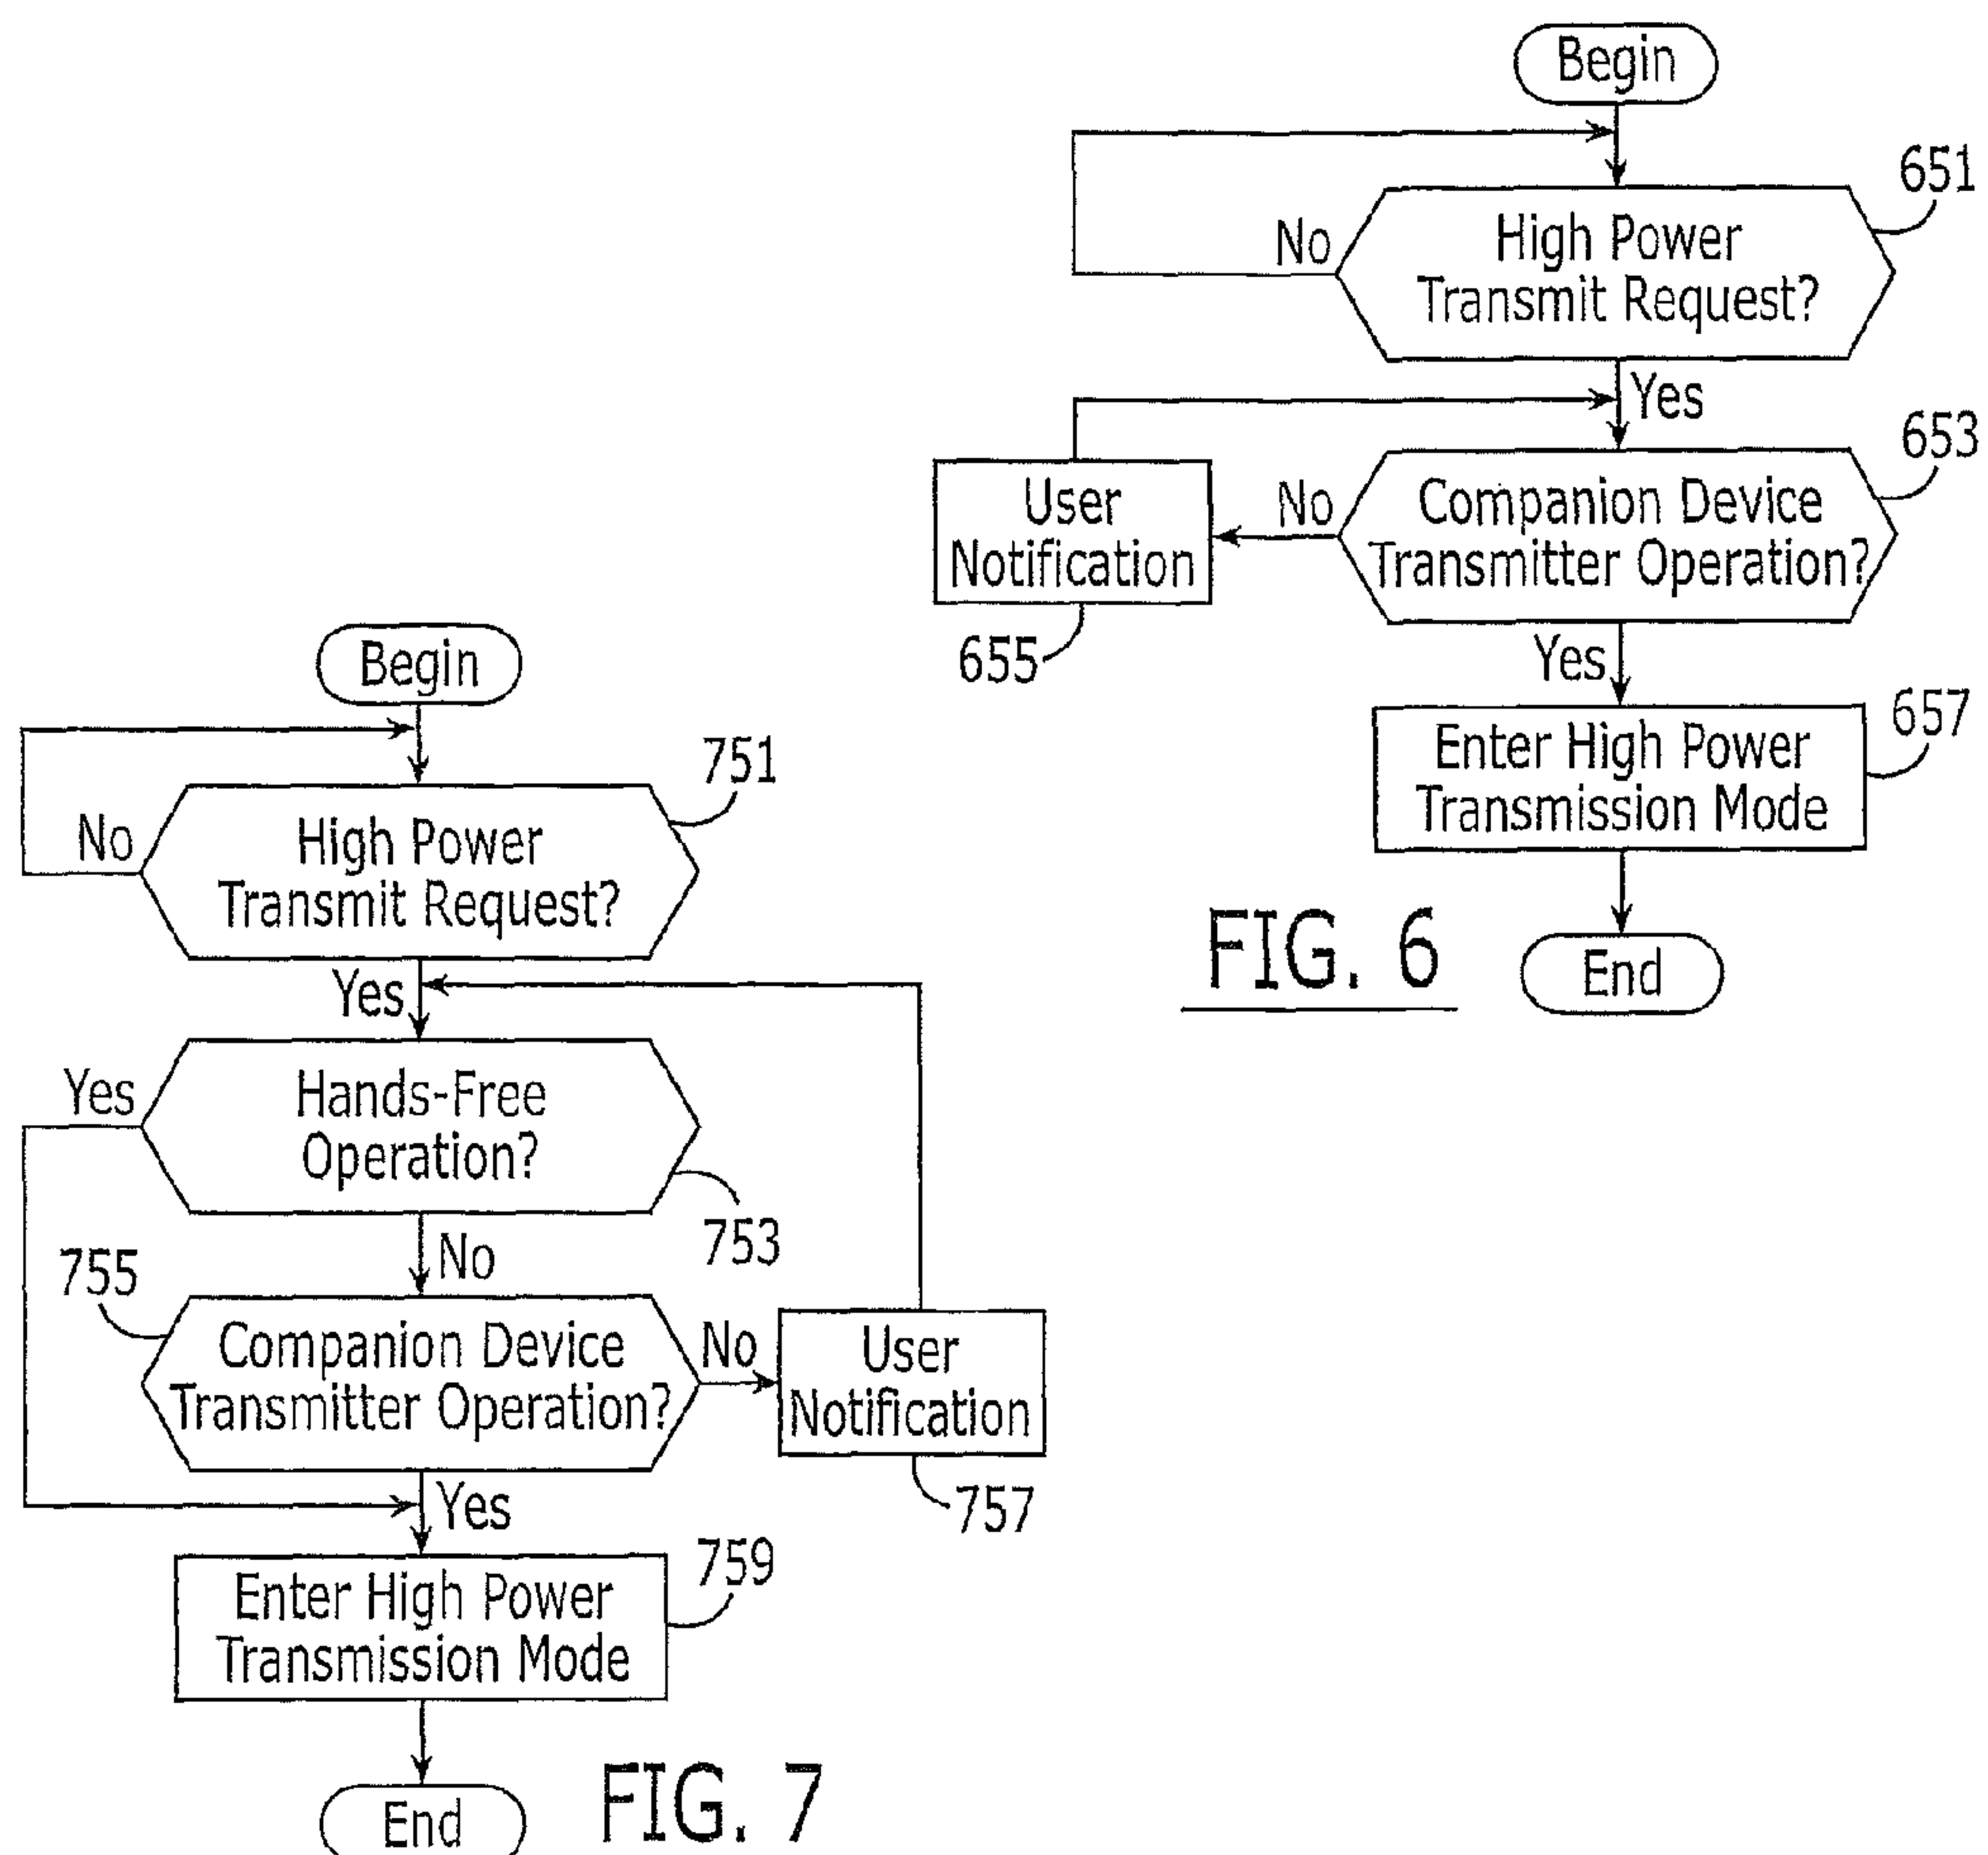 Begin
651
High Power
Transmit Request?
No
Yes
653
Companion Device
Transmitter Operation?
No
User
Notification
655
Yes
657
Enter High Power
Transmission Mode
End
FIG. 6
Begin
751
High Power
Transmit Request?
No
Yes
Hands-Free
Operation?
Yes
753
No
755
Companion Device
Transmitter Operation?
No
User
Notification
757
Yes
759
Enter High Power
Transmission Mode
End
FIG. 7